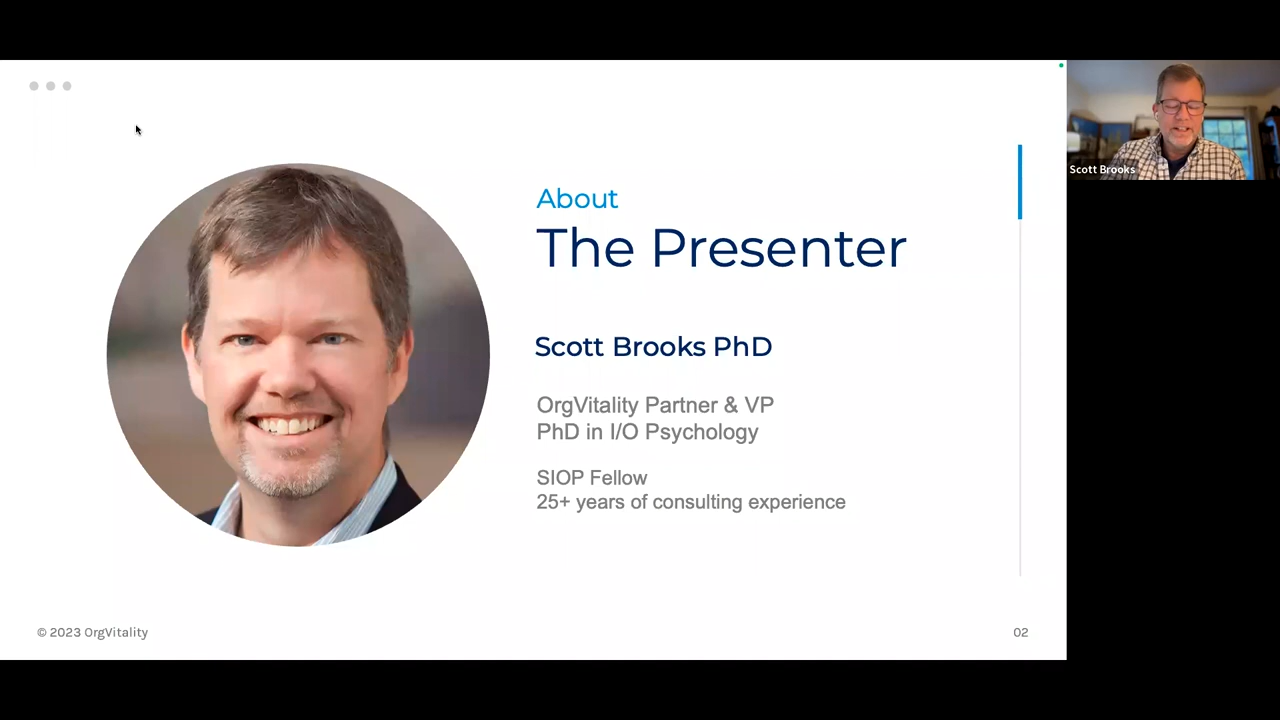 About
The Presenter
Scott Brooks PhD
OrgVitality Partner & VP
PhD in I/O Psychology
SIOP Fellow
25+ years of consulting experience
© 2023 OrgVitality
02
Scott Brooks